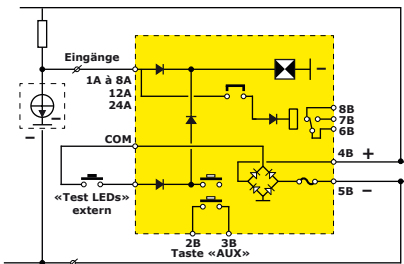 Eingänge
1A à 8A
12A
24A
8B
7B
6B
COM
4B +
«Test LEDs»
extern
5B −
2B 3B
Taste «AUX»